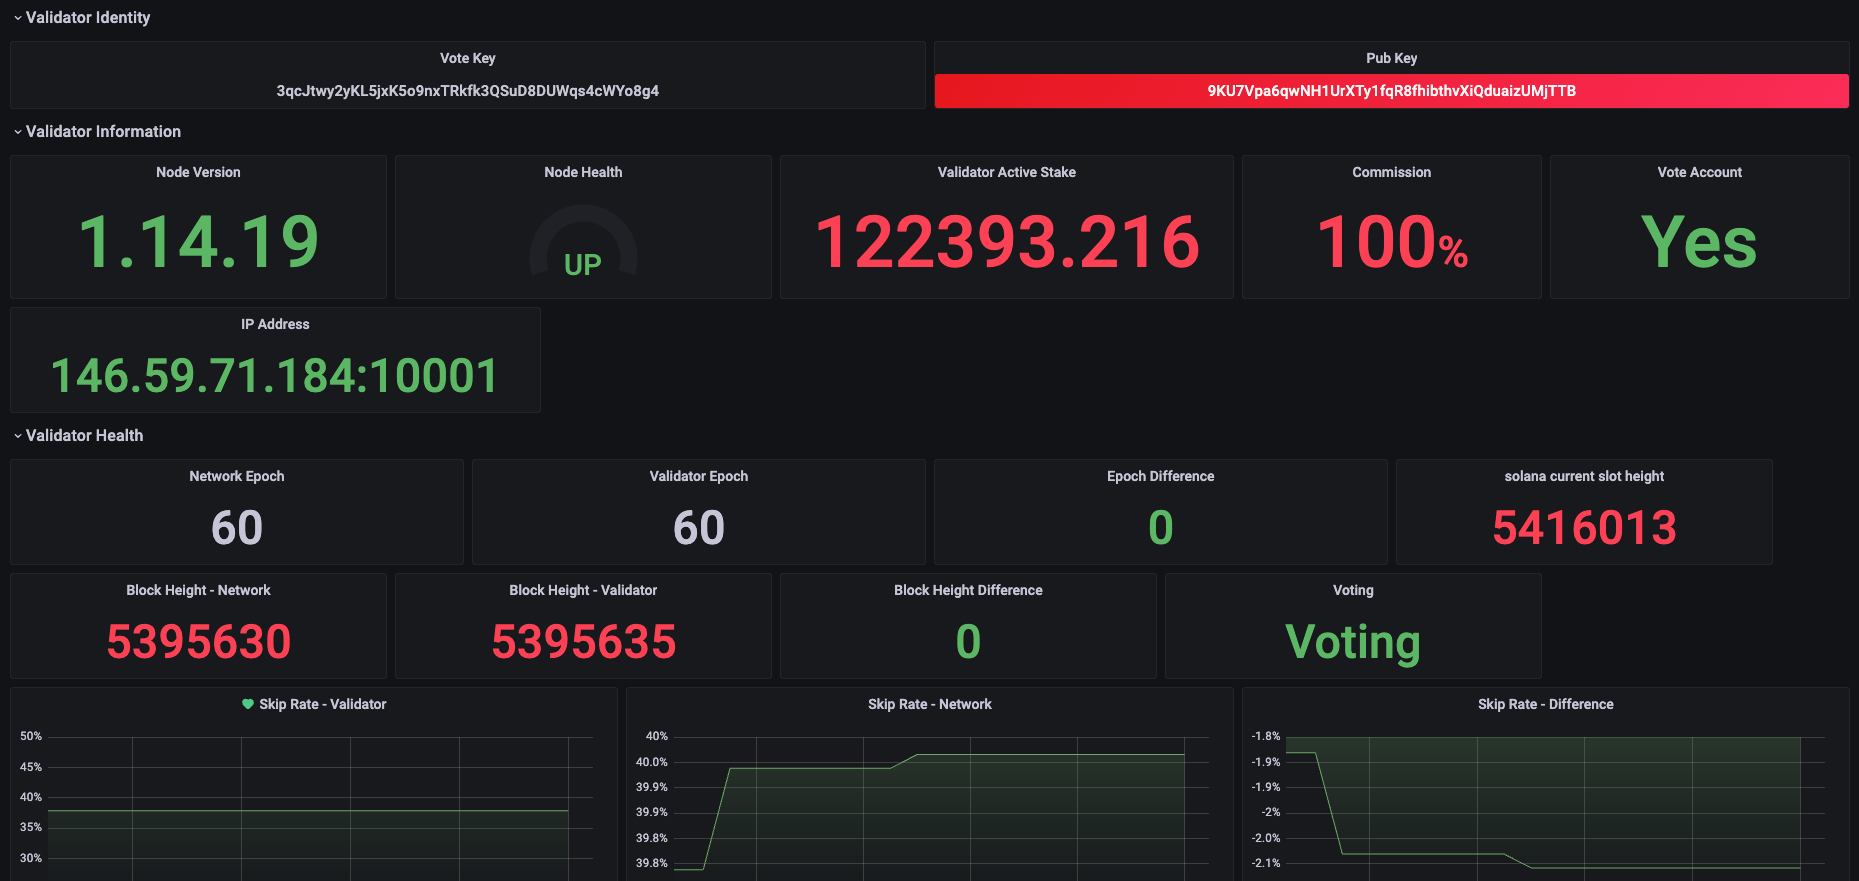 Validator Identity
Vote Key
3qcJtwy2yKL5jxK5o9nxTRkfk3QSuD8DUWqs4cWYo8g4
Pub Key
9KU7Vpa6qwNH1UrXTy1fqR8fhibthvXiQduaizUMjTTB
Validator Information
Node Version
1.14.19
Node Health
UP
Validator Active Stake
122393.216
Commission
100%
Vote Account
Yes
IP Address
146.59.71.184:10001
Validator Health
Network Epoch
60
Validator Epoch
60
Epoch Difference
0
solana current slot height
5416013
Block Height - Network
5395630
Block Height - Validator
5395635
Block Height Difference
0
Voting
Voting
Skip Rate - Validator
50%
45%
40%
35%
30%
Skip Rate - Network
40%
40.0%
39.9%
39.9%
39.8%
39.8%
Skip Rate - Difference
-1.8%
-1.9%
-1.9%
-2%
-2.0%
-2.1%